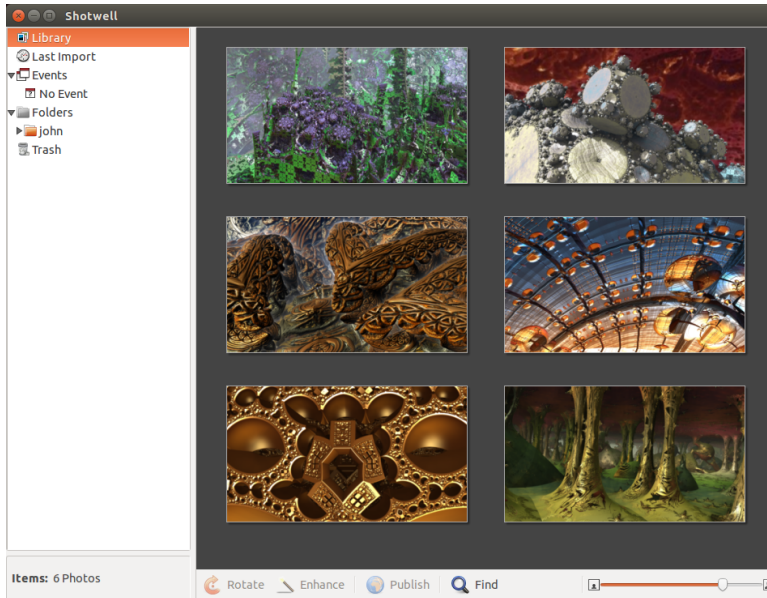 Shotwell
Library
Last Import
Events
No Event
Folders
john
Trash
Items: 6 Photos
Rotate Enhance Publish Find